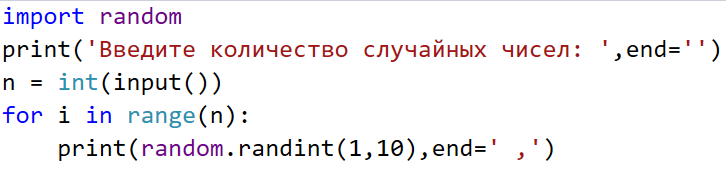 import random
print('Введите количество случайных чисел: ',end='')
n = int(input())
for i in range(n):
    print(random.randint(1,10),end=' ,')